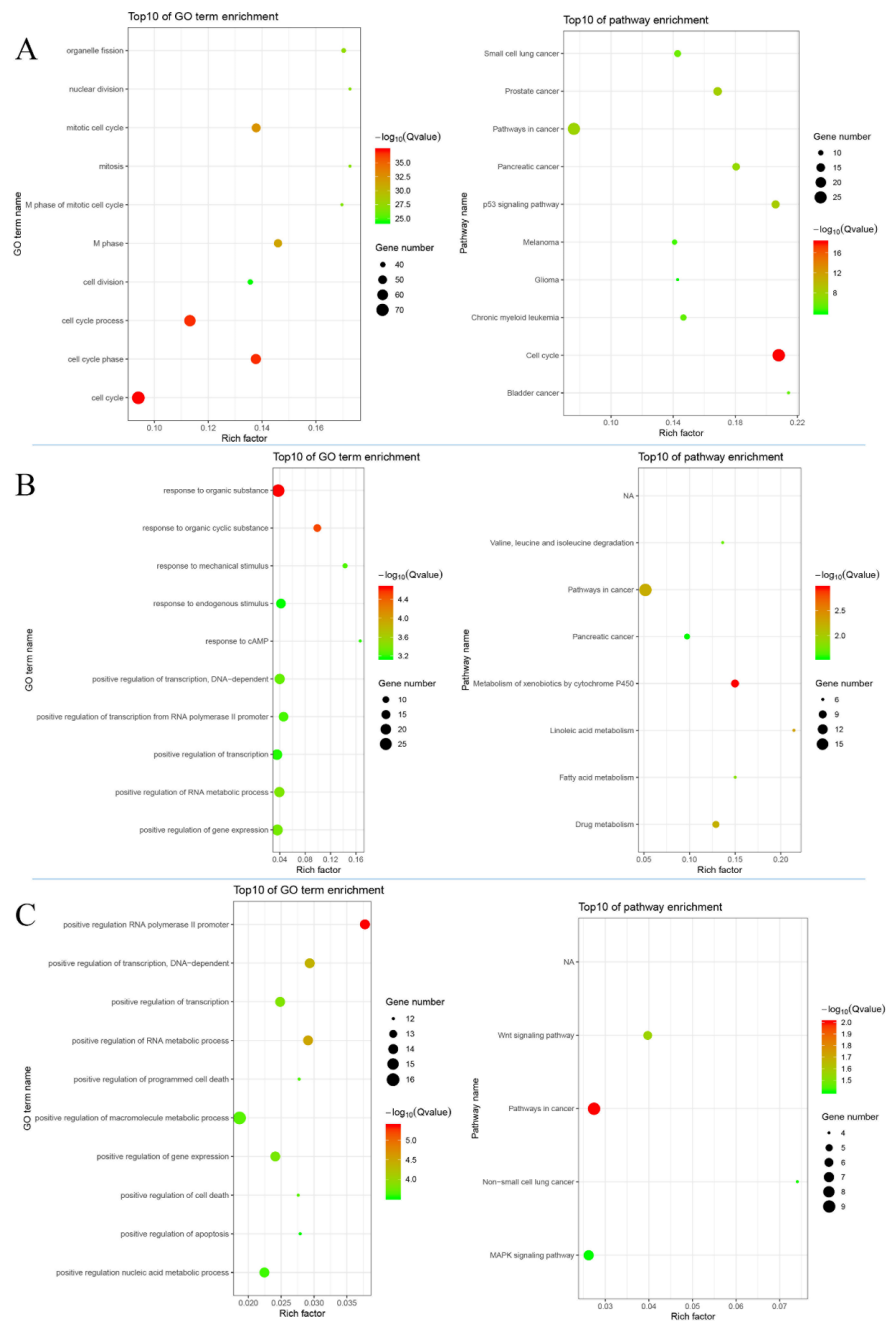 A
Top10 of GO term enrichment
GO term name
organelle fission
nuclear division
mitotic cell cycle
mitosis
M phase of mitotic cell cycle
M phase
cell division
cell cycle process
cell cycle phase
cell cycle
0.10 0.12 0.14 0.16
Rich factor
−log10(Qvalue)
35.0
32.5
30.0
27.5
25.0
Gene number
40
50
60
70
Top10 of pathway enrichment
Pathway name
Small cell lung cancer
Prostate cancer
Pathways in cancer
Pancreatic cancer
p53 signaling pathway
Melanoma
Glioma
Chronic myeloid leukemia
Cell cycle
Bladder cancer
0.10 0.14 0.18 0.22
Rich factor
Gene number
10
15
20
25
−log10(Qvalue)
16
12
8
B
Top10 of GO term enrichment
GO term name
response to organic substance
response to organic cyclic substance
response to mechanical stimulus
response to endogenous stimulus
response to cAMP
positive regulation of transcription, DNA−dependent
positive regulation of transcription from RNA polymerase II promoter
positive regulation of transcription
positive regulation of RNA metabolic process
positive regulation of gene expression
0.04 0.08 0.12 0.16
Rich factor
−log10(Qvalue)
4.4
4.0
3.6
3.2
Gene number
10
15
20
25
Top10 of pathway enrichment
Pathway name
NA
Valine, leucine and isoleucine degradation
Pathways in cancer
Pancreatic cancer
Metabolism of xenobiotics by cytochrome P450
Linoleic acid metabolism
Fatty acid metabolism
Drug metabolism
0.05 0.10 0.15 0.20
Rich factor
−log10(Qvalue)
2.5
2.0
Gene number
6
9
12
15
C
Top10 of GO term enrichment
GO term name
positive regulation RNA polymerase II promoter
positive regulation of transcription, DNA−dependent
positive regulation of transcription
positive regulation of RNA metabolic process
positive regulation of programmed cell death
positive regulation of macromolecule metabolic process
positive regulation of gene expression
positive regulation of cell death
positive regulation of apoptosis
positive regulation nucleic acid metabolic process
0.020 0.025 0.030 0.035
Rich factor
Gene number
12
13
14
15
16
−log10(Qvalue)
5.0
4.5
4.0
Top10 of pathway enrichment
Pathway name
NA
Wnt signaling pathway
Pathways in cancer
Non−small cell lung cancer
MAPK signaling pathway
0.03 0.04 0.05 0.06 0.07
Rich factor
−log10(Qvalue)
2.0
1.9
1.8
1.7
1.6
1.5
Gene number
4
5
6
7
8
9